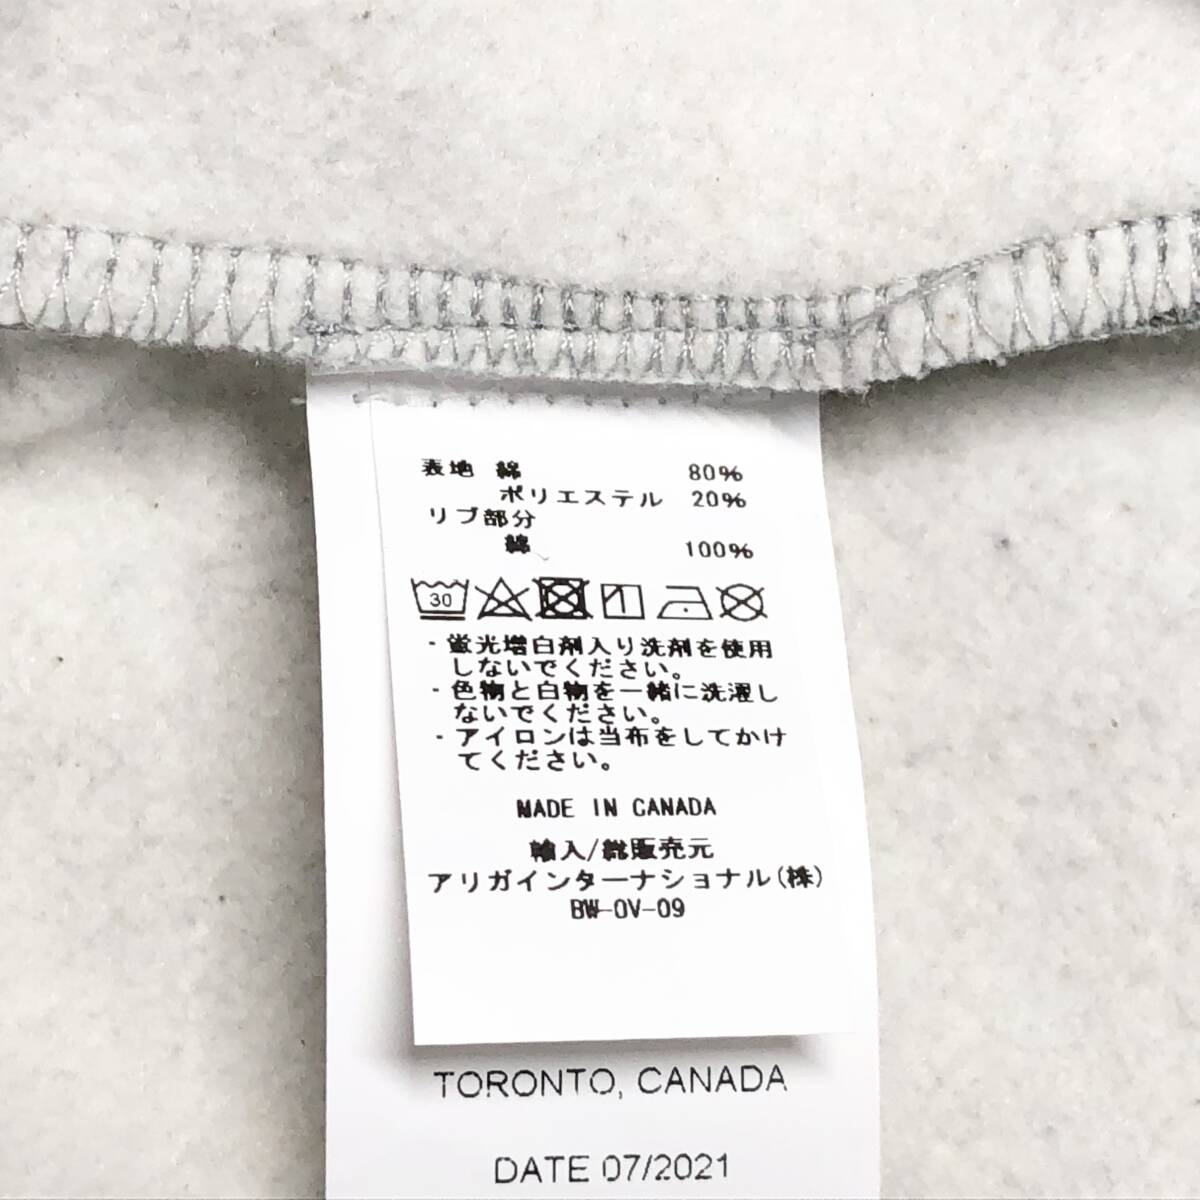 表地 綿 80%
ポリエステル 20%
リブ部分
綿 100%
30
・蛍光増白剤入り洗剤を使用
しないでください。
・色物と白物を一緒に洗濯し
ないでください。
・アイロンは当布をしてかけ
てください。
MADE IN CANADA
輸入/総販売元
アリガインターナショナル(株)
BW-OV-09
TORONTO, CANADA
DATE 07/2021